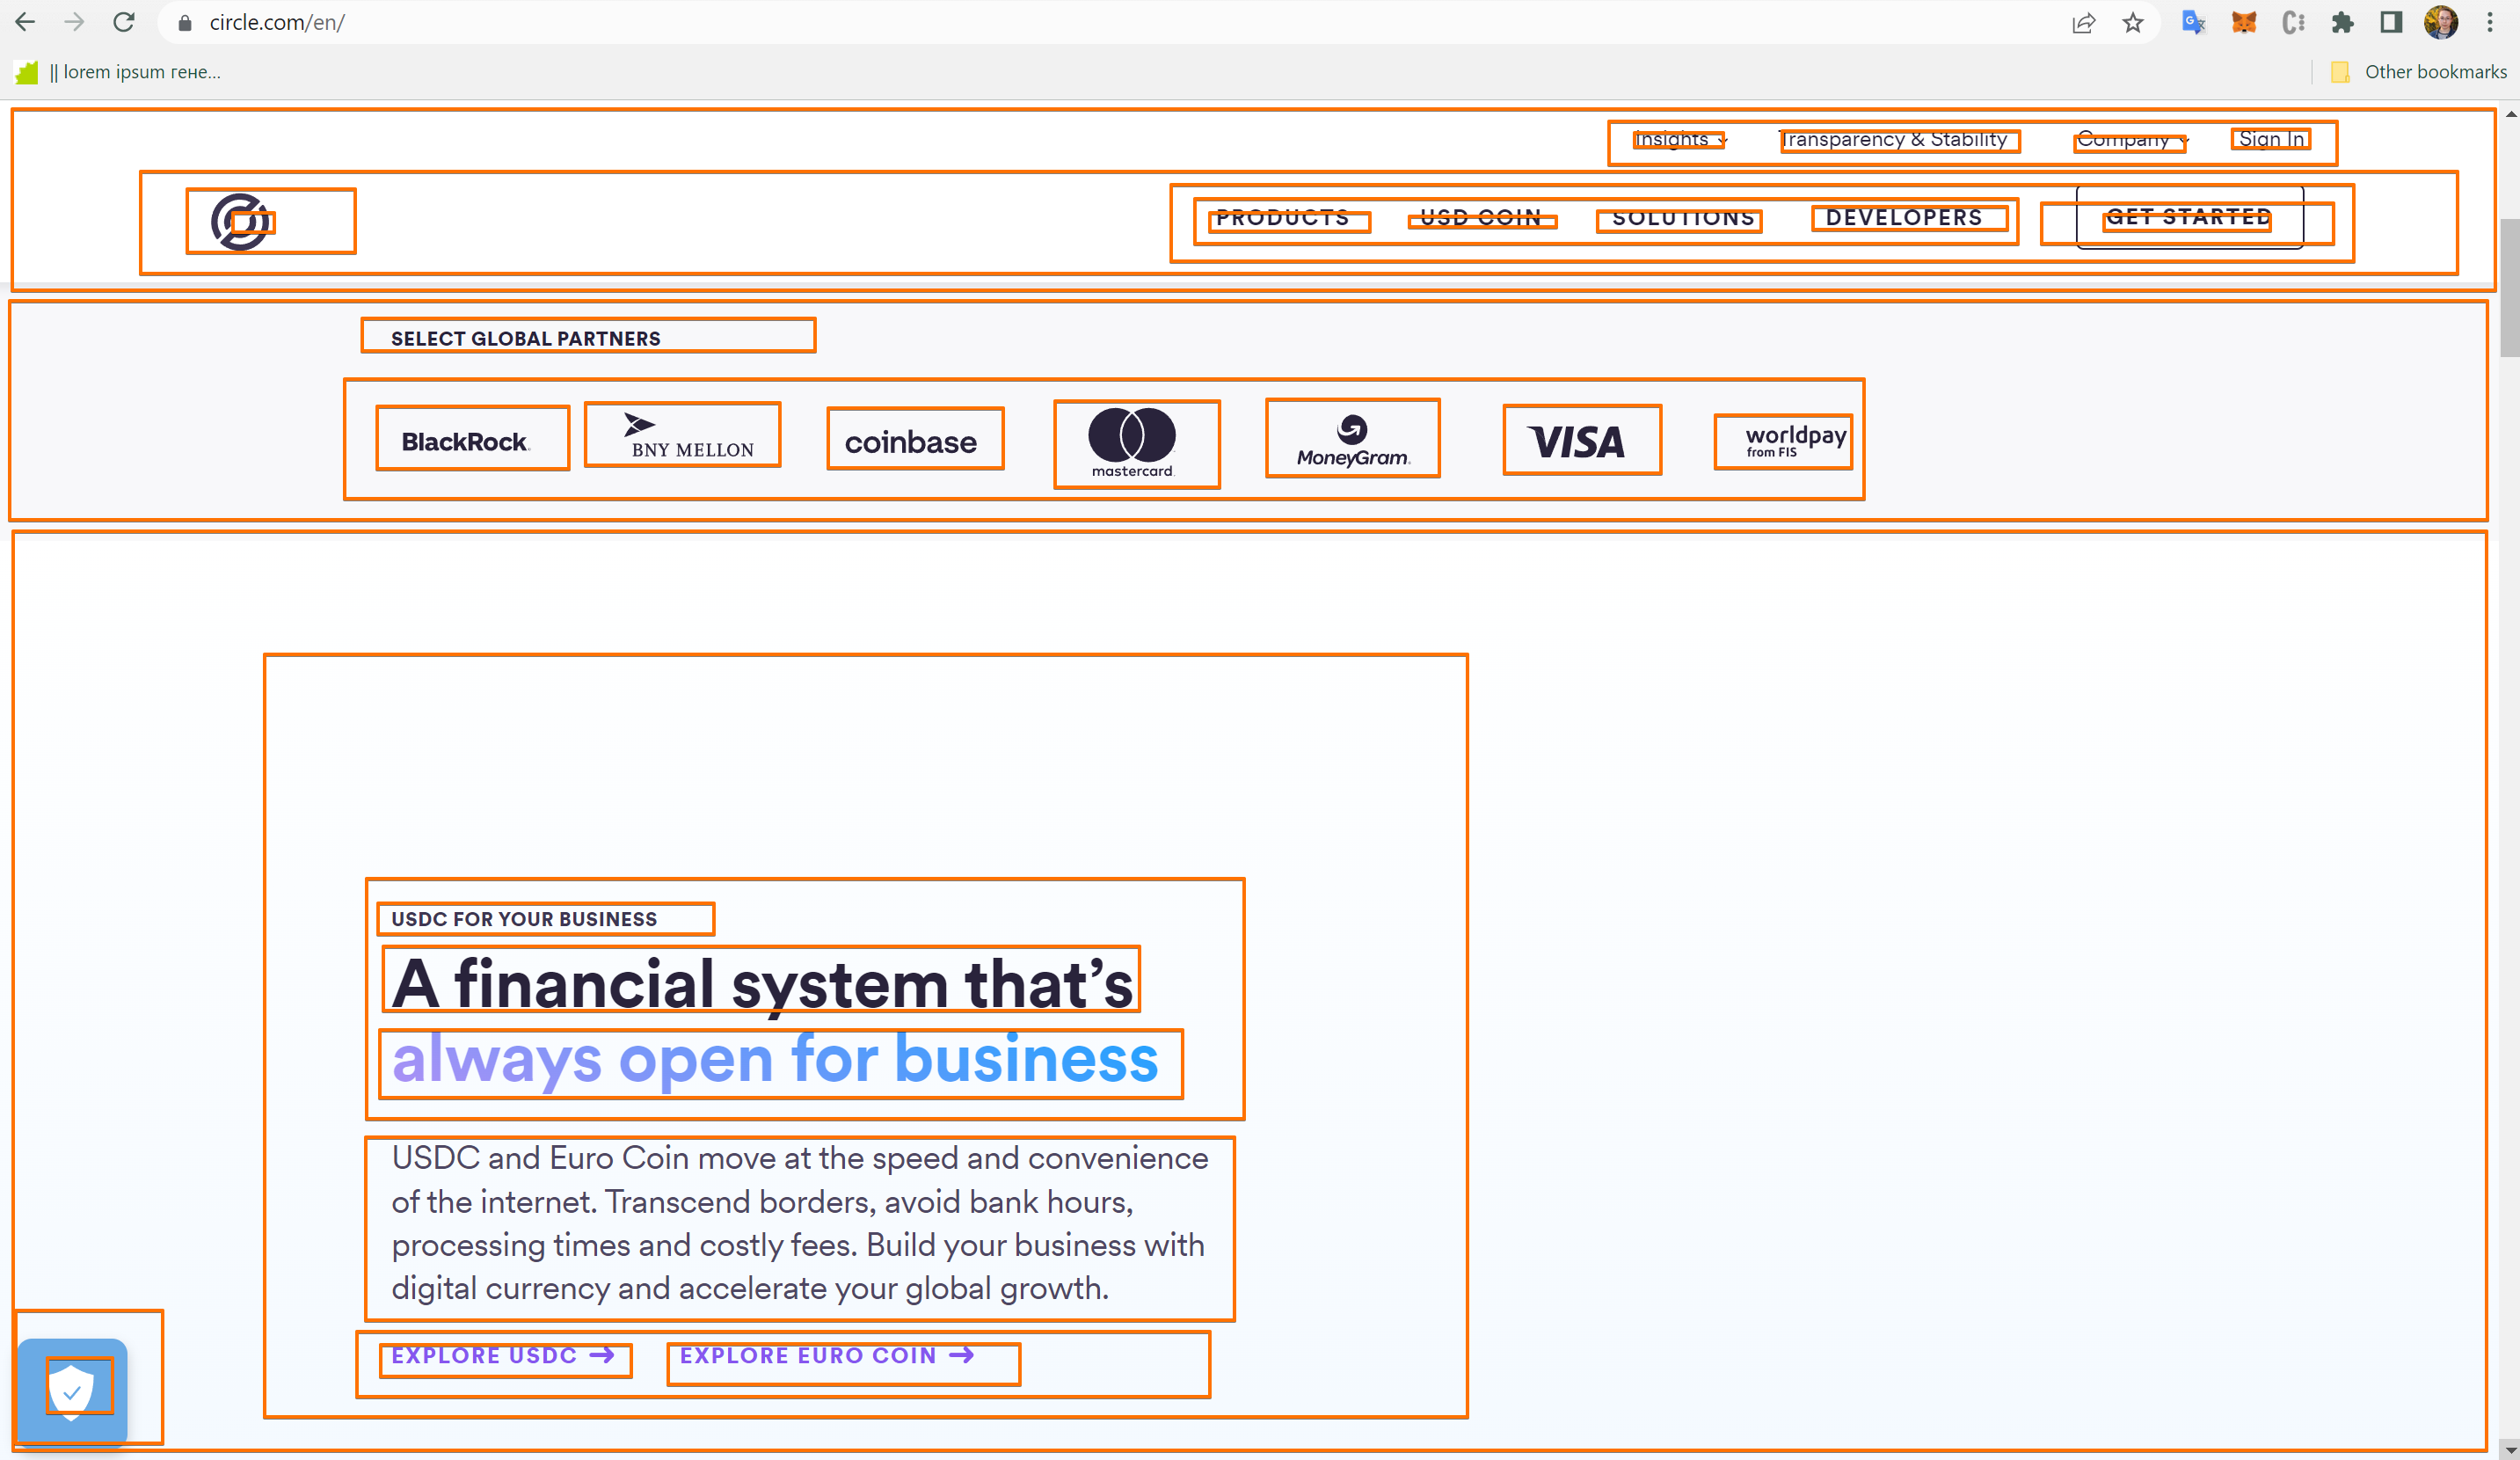 circle.com/en/
|| lorem ipsum гене...
Other bookmarks
Insights
Transparency & Stability
Company
Sign In
PRODUCTS
USD COIN
SOLUTIONS
DEVELOPERS
GET STARTED
SELECT GLOBAL PARTNERS
BlackRock.
BNY MELLON
coinbase
mastercard
MoneyGram
VISA
worldpay
from FIS
USDC FOR YOUR BUSINESS
A financial system that’s
always open for business
USDC and Euro Coin move at the speed and convenience
of the internet. Transcend borders, avoid bank hours,
processing times and costly fees. Build your business with
digital currency and accelerate your global growth.
EXPLORE USDC →
EXPLORE EURO COIN →